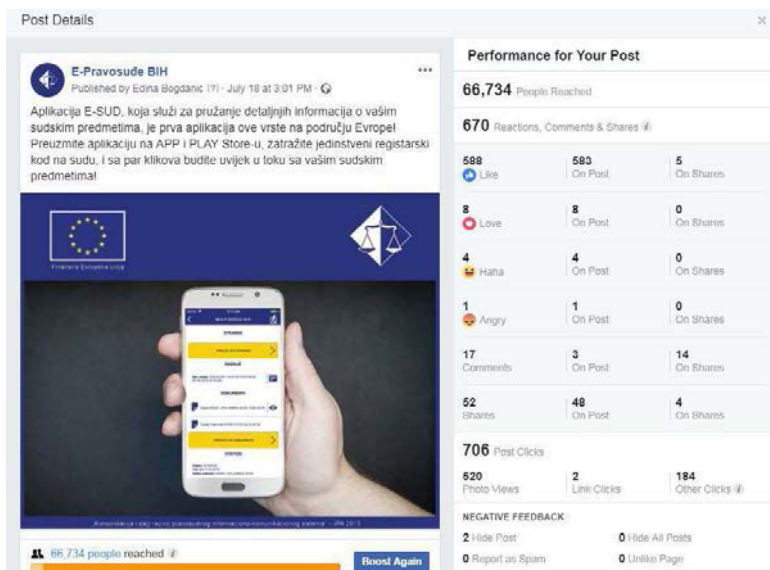 Post Details
E-Pravosuđe BIH
Published by Edina Bogdanic [?] · July 18 at 3:01 PM ·
Aplikacija E-SUD, koja služi za pružanje detaljnjih informacija o vašim
sudskim predmetima, je prva aplikacija ove vrste na području Evrope!
Preuzmite aplikaciju na APP i PLAY Store-u, zatražite jedinstveni registarski
kod na sudu, i sa par klikova budite uvijek u toku sa vašim sudskim
predmetima!
66,734 people reached
Boost Again
Performance for Your Post
66,734 People Reached
670 Reactions, Comments & Shares
588 583 5
Like On Post On Shares
8 8 0
Love On Post On Shares
4 4 0
Haha On Post On Shares
1 1 0
Angry On Post On Shares
17 3 14
Comments On Post On Shares
52 48 4
Shares On Post On Shares
706 Post Clicks
520 2 184
Photo Views Link Clicks Other Clicks
NEGATIVE FEEDBACK
2 Hide Post 0 Hide All Posts
0 Report as Spam 0 Unlike Page